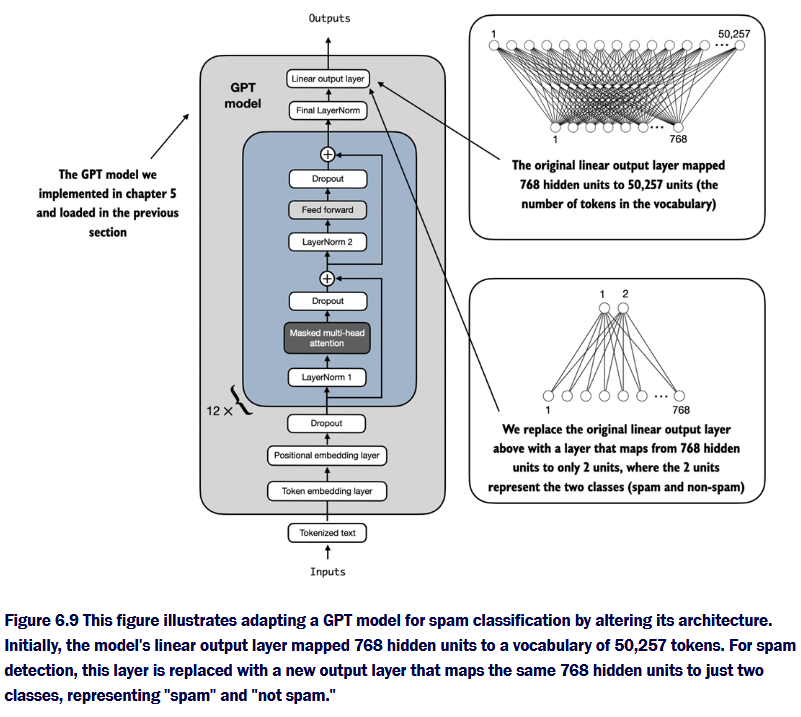 Outputs
GPT
model
Linear output layer
Final LayerNorm
+
Dropout
Feed forward
LayerNorm 2
+
Dropout
Masked multi-head
attention
LayerNorm 1
12 ×
Dropout
Positional embedding layer
Token embedding layer
Tokenized text
Inputs
The GPT model we
implemented in chapter 5
and loaded in the previous
section
1
50,257
...
...
1
768
The original linear output layer mapped
768 hidden units to 50,257 units (the
number of tokens in the vocabulary)
1 2
...
1
768
We replace the original linear output layer
above with a layer that maps from 768 hidden
units to only 2 units, where the 2 units
represent the two classes (spam and non-spam)
Figure 6.9 This figure illustrates adapting a GPT model for spam classification by altering its architecture.
Initially, the model's linear output layer mapped 768 hidden units to a vocabulary of 50,257 tokens. For spam
detection, this layer is replaced with a new output layer that maps the same 768 hidden units to just two
classes, representing "spam" and "not spam."